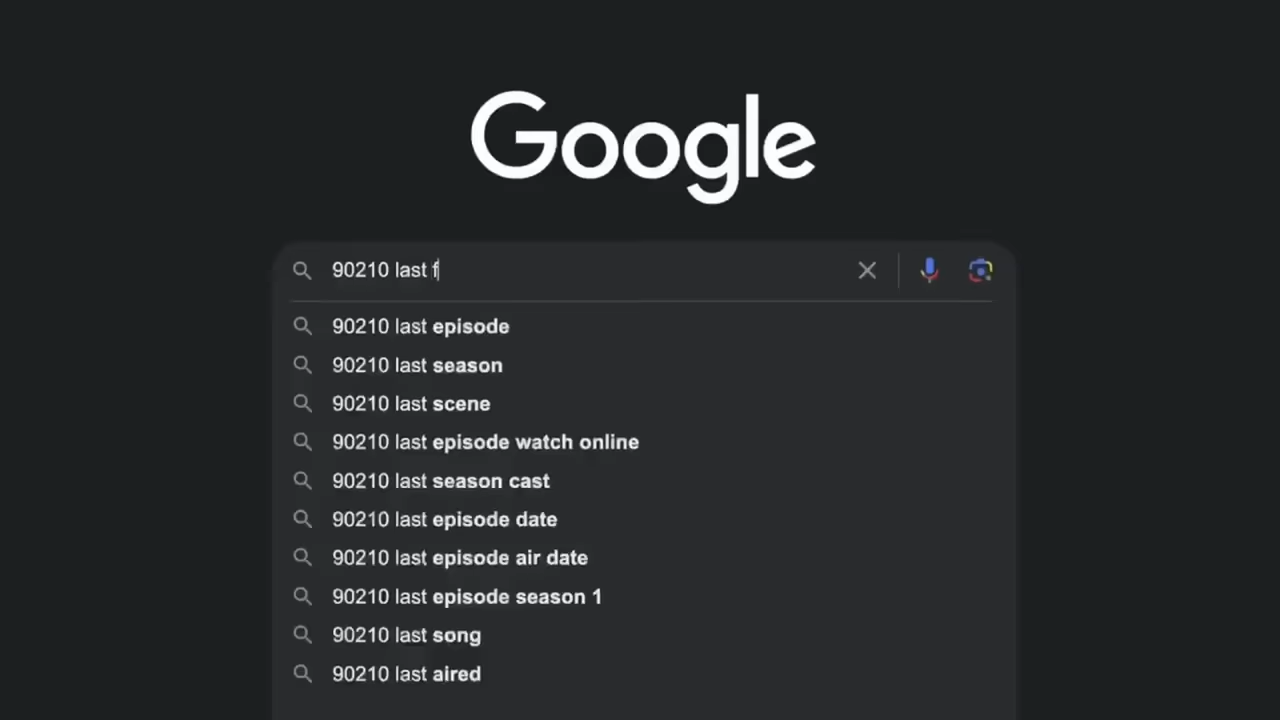 Google
90210 last f
90210 last episode
90210 last season
90210 last scene
90210 last episode watch online
90210 last season cast
90210 last episode date
90210 last episode air date
90210 last episode season 1
90210 last song
90210 last aired